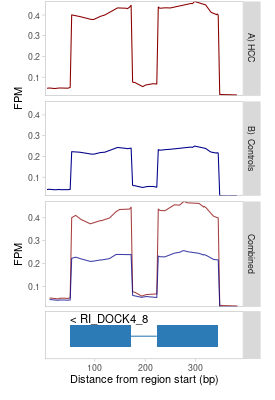 0.4
0.3
0.2
0.1
A) HCC
FPM
0.4
0.3
0.2
0.1
B) Controls
0.4
0.3
0.2
0.1
Cumulative
FPM
< RI_DOCK4_8
100
200
300
Distance from region start (bp)